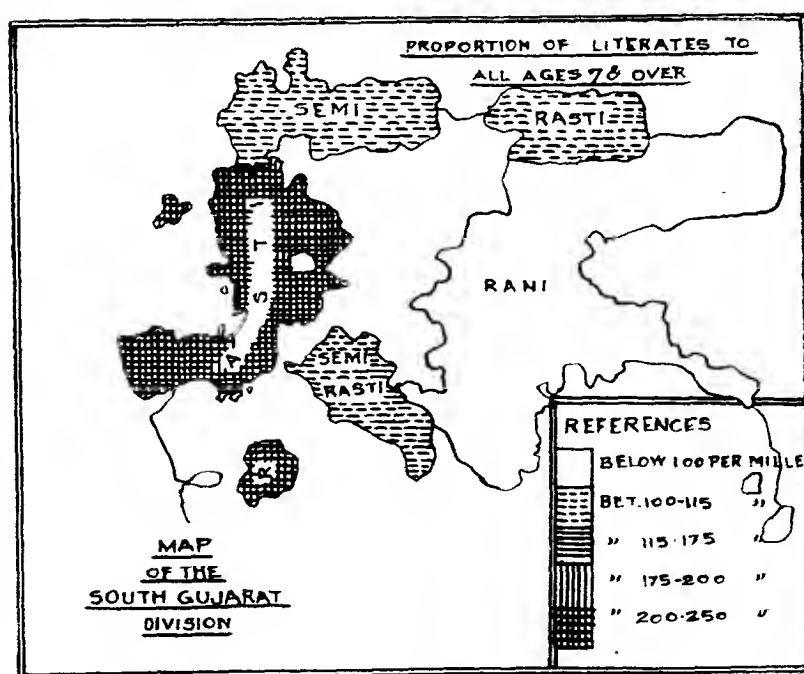 PROPORTION OF LITERATES TO
ALL AGES 7 & OVER
SEMI
RASTI
RANI
R
A
S
T
I
SEMI
RASTI
MAP
OF THE
SOUTH GUJARAT
DIVISION
REFERENCES
BELOW 100 PER MILLE
BET. 100-115 "
" 115-175 "
" 175-200 "
" 200-250 "